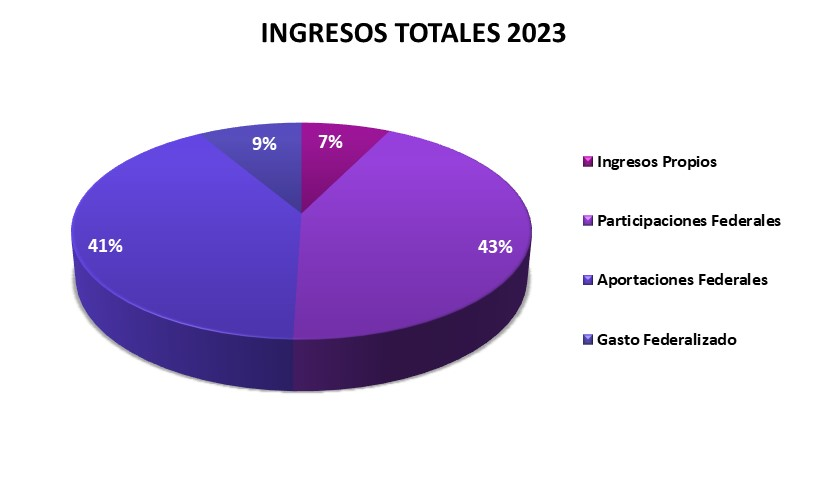 INGRESOS TOTALES 2023
9%
7%
41%
43%
Ingresos Propios
Participaciones Federales
Aportaciones Federales
Gasto Federalizado